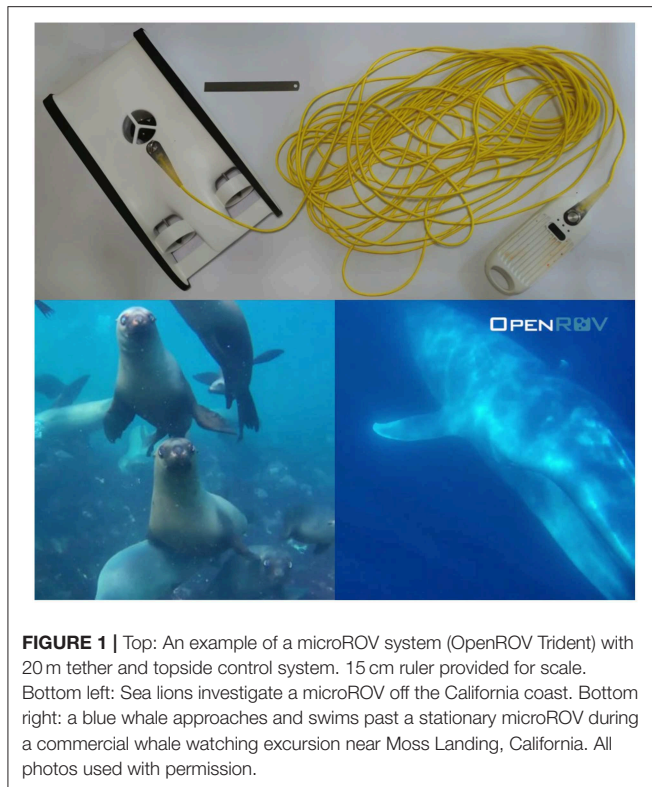 OPENROV
FIGURE 1 | Top: An example of a microROV system (OpenROV Trident) with
20 m tether and topside control system. 15 cm ruler provided for scale.
Bottom left: Sea lions investigate a microROV off the California coast. Bottom
right: a blue whale approaches and swims past a stationary microROV during
a commercial whale watching excursion near Moss Landing, California. All
photos used with permission.